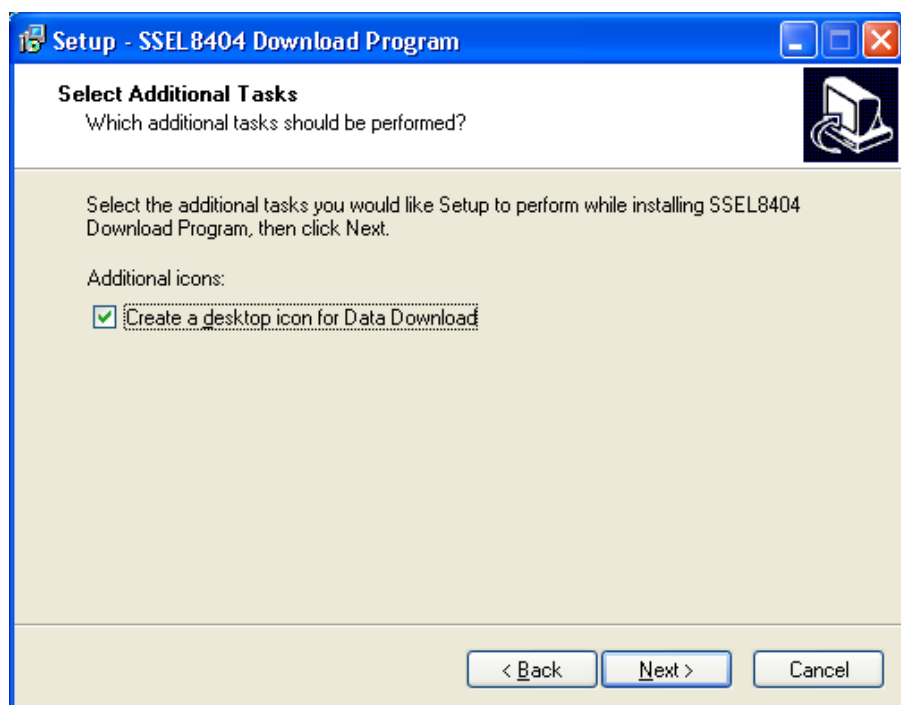 Setup - SSEL8404 Download Program
Select Additional Tasks
Which additional tasks should be performed?
Select the additional tasks you would like Setup to perform while installing SSEL8404
Download Program, then click Next.
Additional icons:
Create a desktop icon for Data Download
< Back Next > Cancel